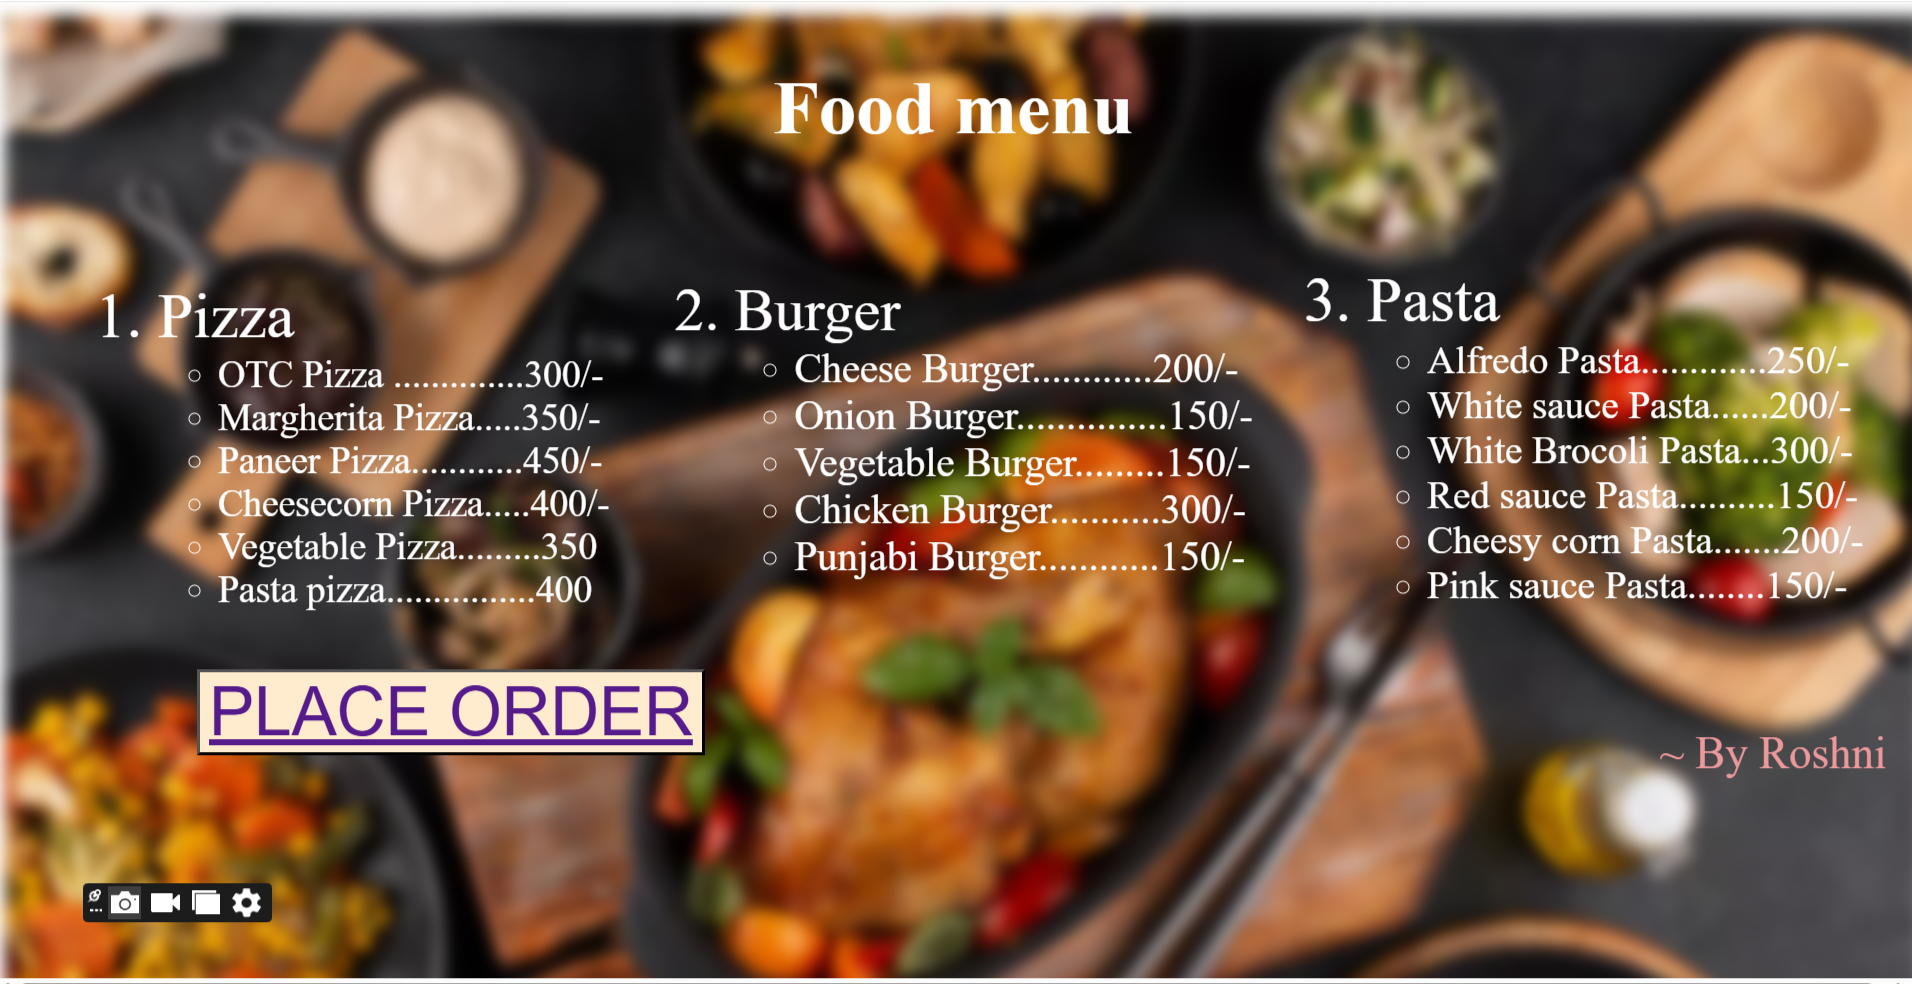 Food menu
1. Pizza
OTC Pizza ..............300/-
Margherita Pizza.....350/-
Paneer Pizza............450/-
Cheesecorn Pizza.....400/-
Vegetable Pizza.........350
Pasta pizza................400
2. Burger
Cheese Burger.............200/-
Onion Burger................150/-
Vegetable Burger.........150/-
Chicken Burger...........300/-
Punjabi Burger............150/-
3. Pasta
Alfredo Pasta.............250/-
White sauce Pasta......200/-
White Brocoli Pasta...300/-
Red sauce Pasta..........150/-
Cheesy corn Pasta.......200/-
Pink sauce Pasta........150/-
PLACE ORDER
~ By Roshni